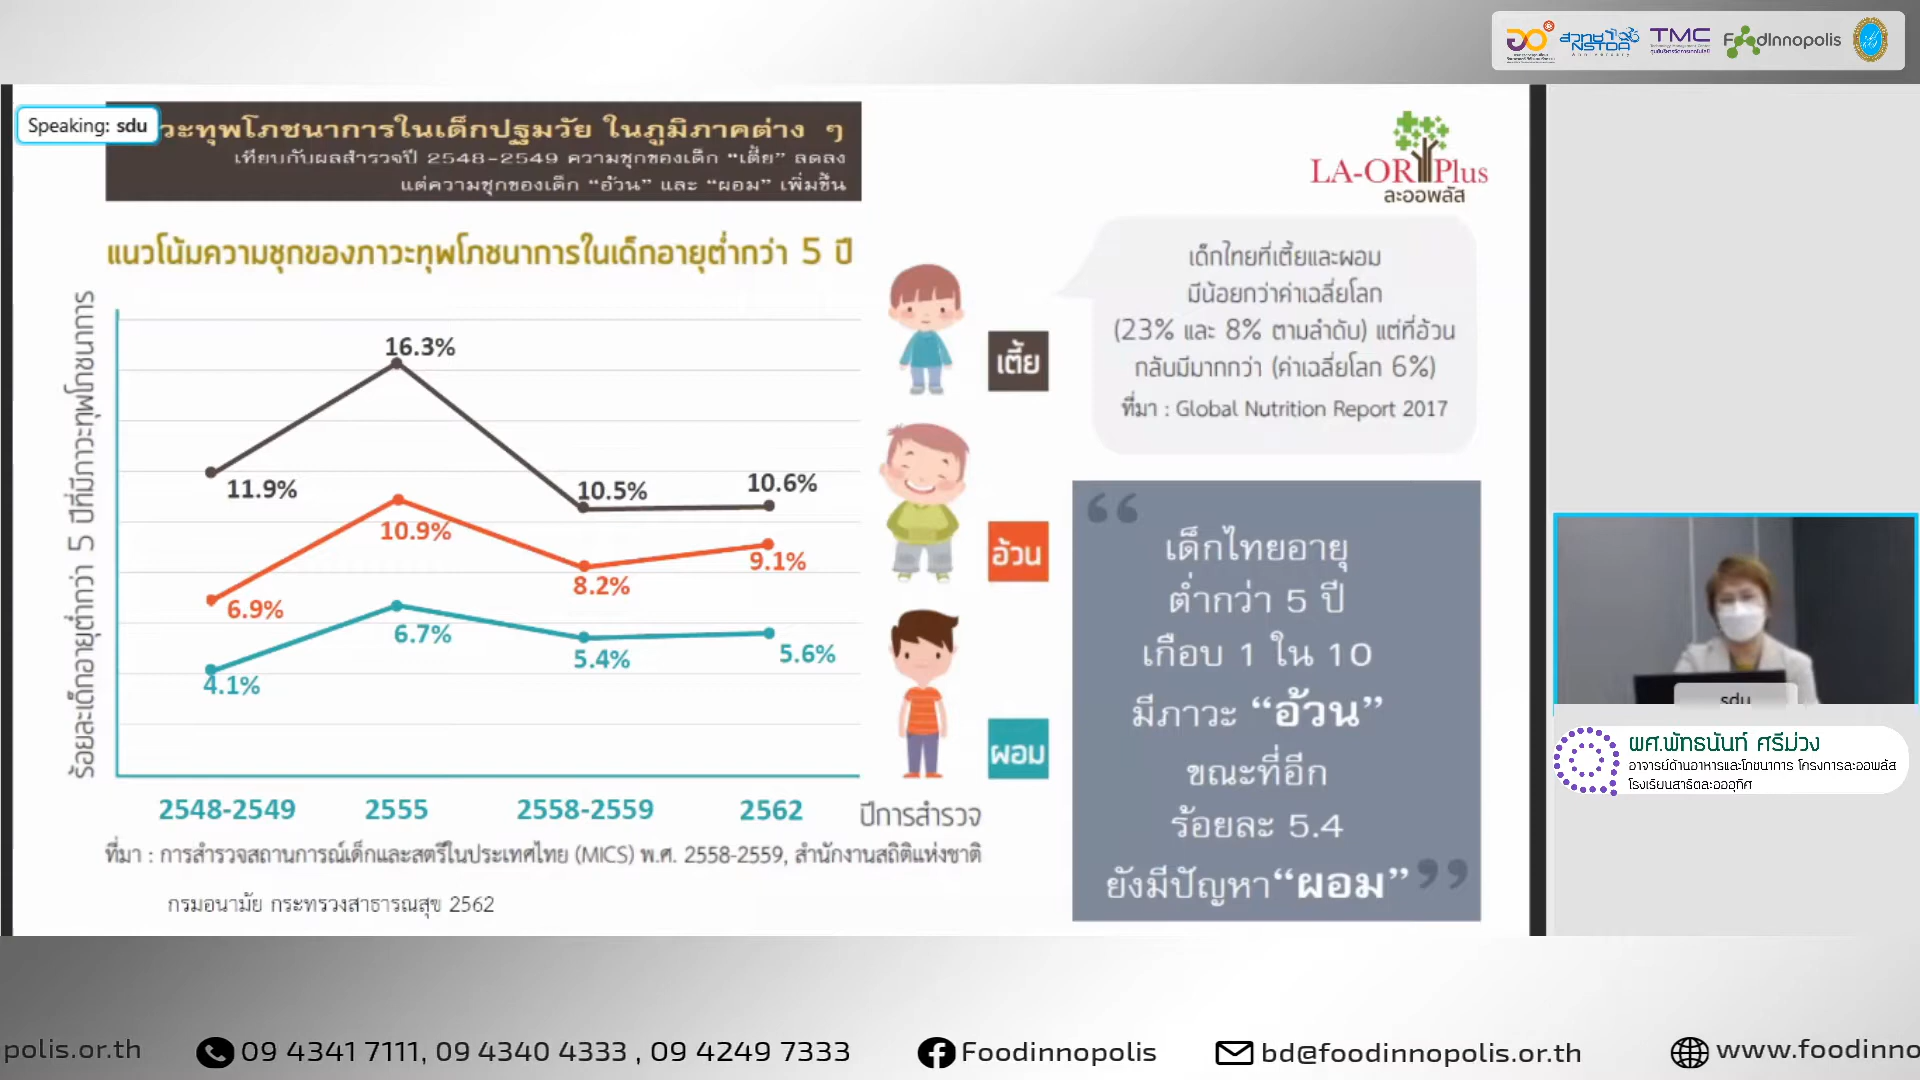 สวทช
NSTDA
TMC
FoodInnopolis
Speaking: sdu
วะทุพโภชนาการในเด็กปฐมวัย ในภูมิภาคต่าง ๆ
เทียบกับผลสำรวจปี 2548-2549 ความชุกของเด็ก “เตี้ย” ลดลง
แต่ความชุกของเด็ก “อ้วน” และ “ผอม” เพิ่มขึ้น
LA-OR Plus
ละออพลัส
แนวโน้มความชุกของภาวะทุพโภชนาการในเด็กอายุต่ำกว่า 5 ปี
ร้อยละเด็กอายุต่ำกว่า 5 ปีที่มีภาวะทุพโภชนาการ
16.3%
11.9%
10.5%
10.6%
10.9%
6.9%
8.2%
9.1%
6.7%
4.1%
5.4%
5.6%
เตี้ย
อ้วน
ผอม
2548-2549 2555 2558-2559 2562 ปีการสำรวจ
ที่มา : การสำรวจสถานการณ์เด็กและสตรีในประเทศไทย (MICS) พ.ศ. 2558-2559, สำนักงานสถิติแห่งชาติ
กรมอนามัย กระทรวงสาธารณสุข 2562
เด็กไทยที่เตี้ยและผอม
มีน้อยกว่าค่าเฉลี่ยโลก
(23% และ 8% ตามลำดับ) แต่ที่อ้วน
กลับมีมากกว่า (ค่าเฉลี่ยโลก 6%)
ที่มา : Global Nutrition Report 2017
“
เด็กไทยอายุ
ต่ำกว่า 5 ปี
เกือบ 1 ใน 10
มีภาวะ “อ้วน”
ขณะที่อีก
ร้อยละ 5.4
ยังมีปัญหา“ผอม” ”
sdu
ผศ.พัทธนันท์ ศรีม่วง
อาจารย์ด้านอาหารและโภชนาการ โครงการละออพลัส
โรงเรียนสาธิตละอออุทิศ
polis.or.th 09 4341 7111, 09 4340 4333 , 09 4249 7333 Foodinnopolis bd@foodinnopolis.or.th www.foodinno